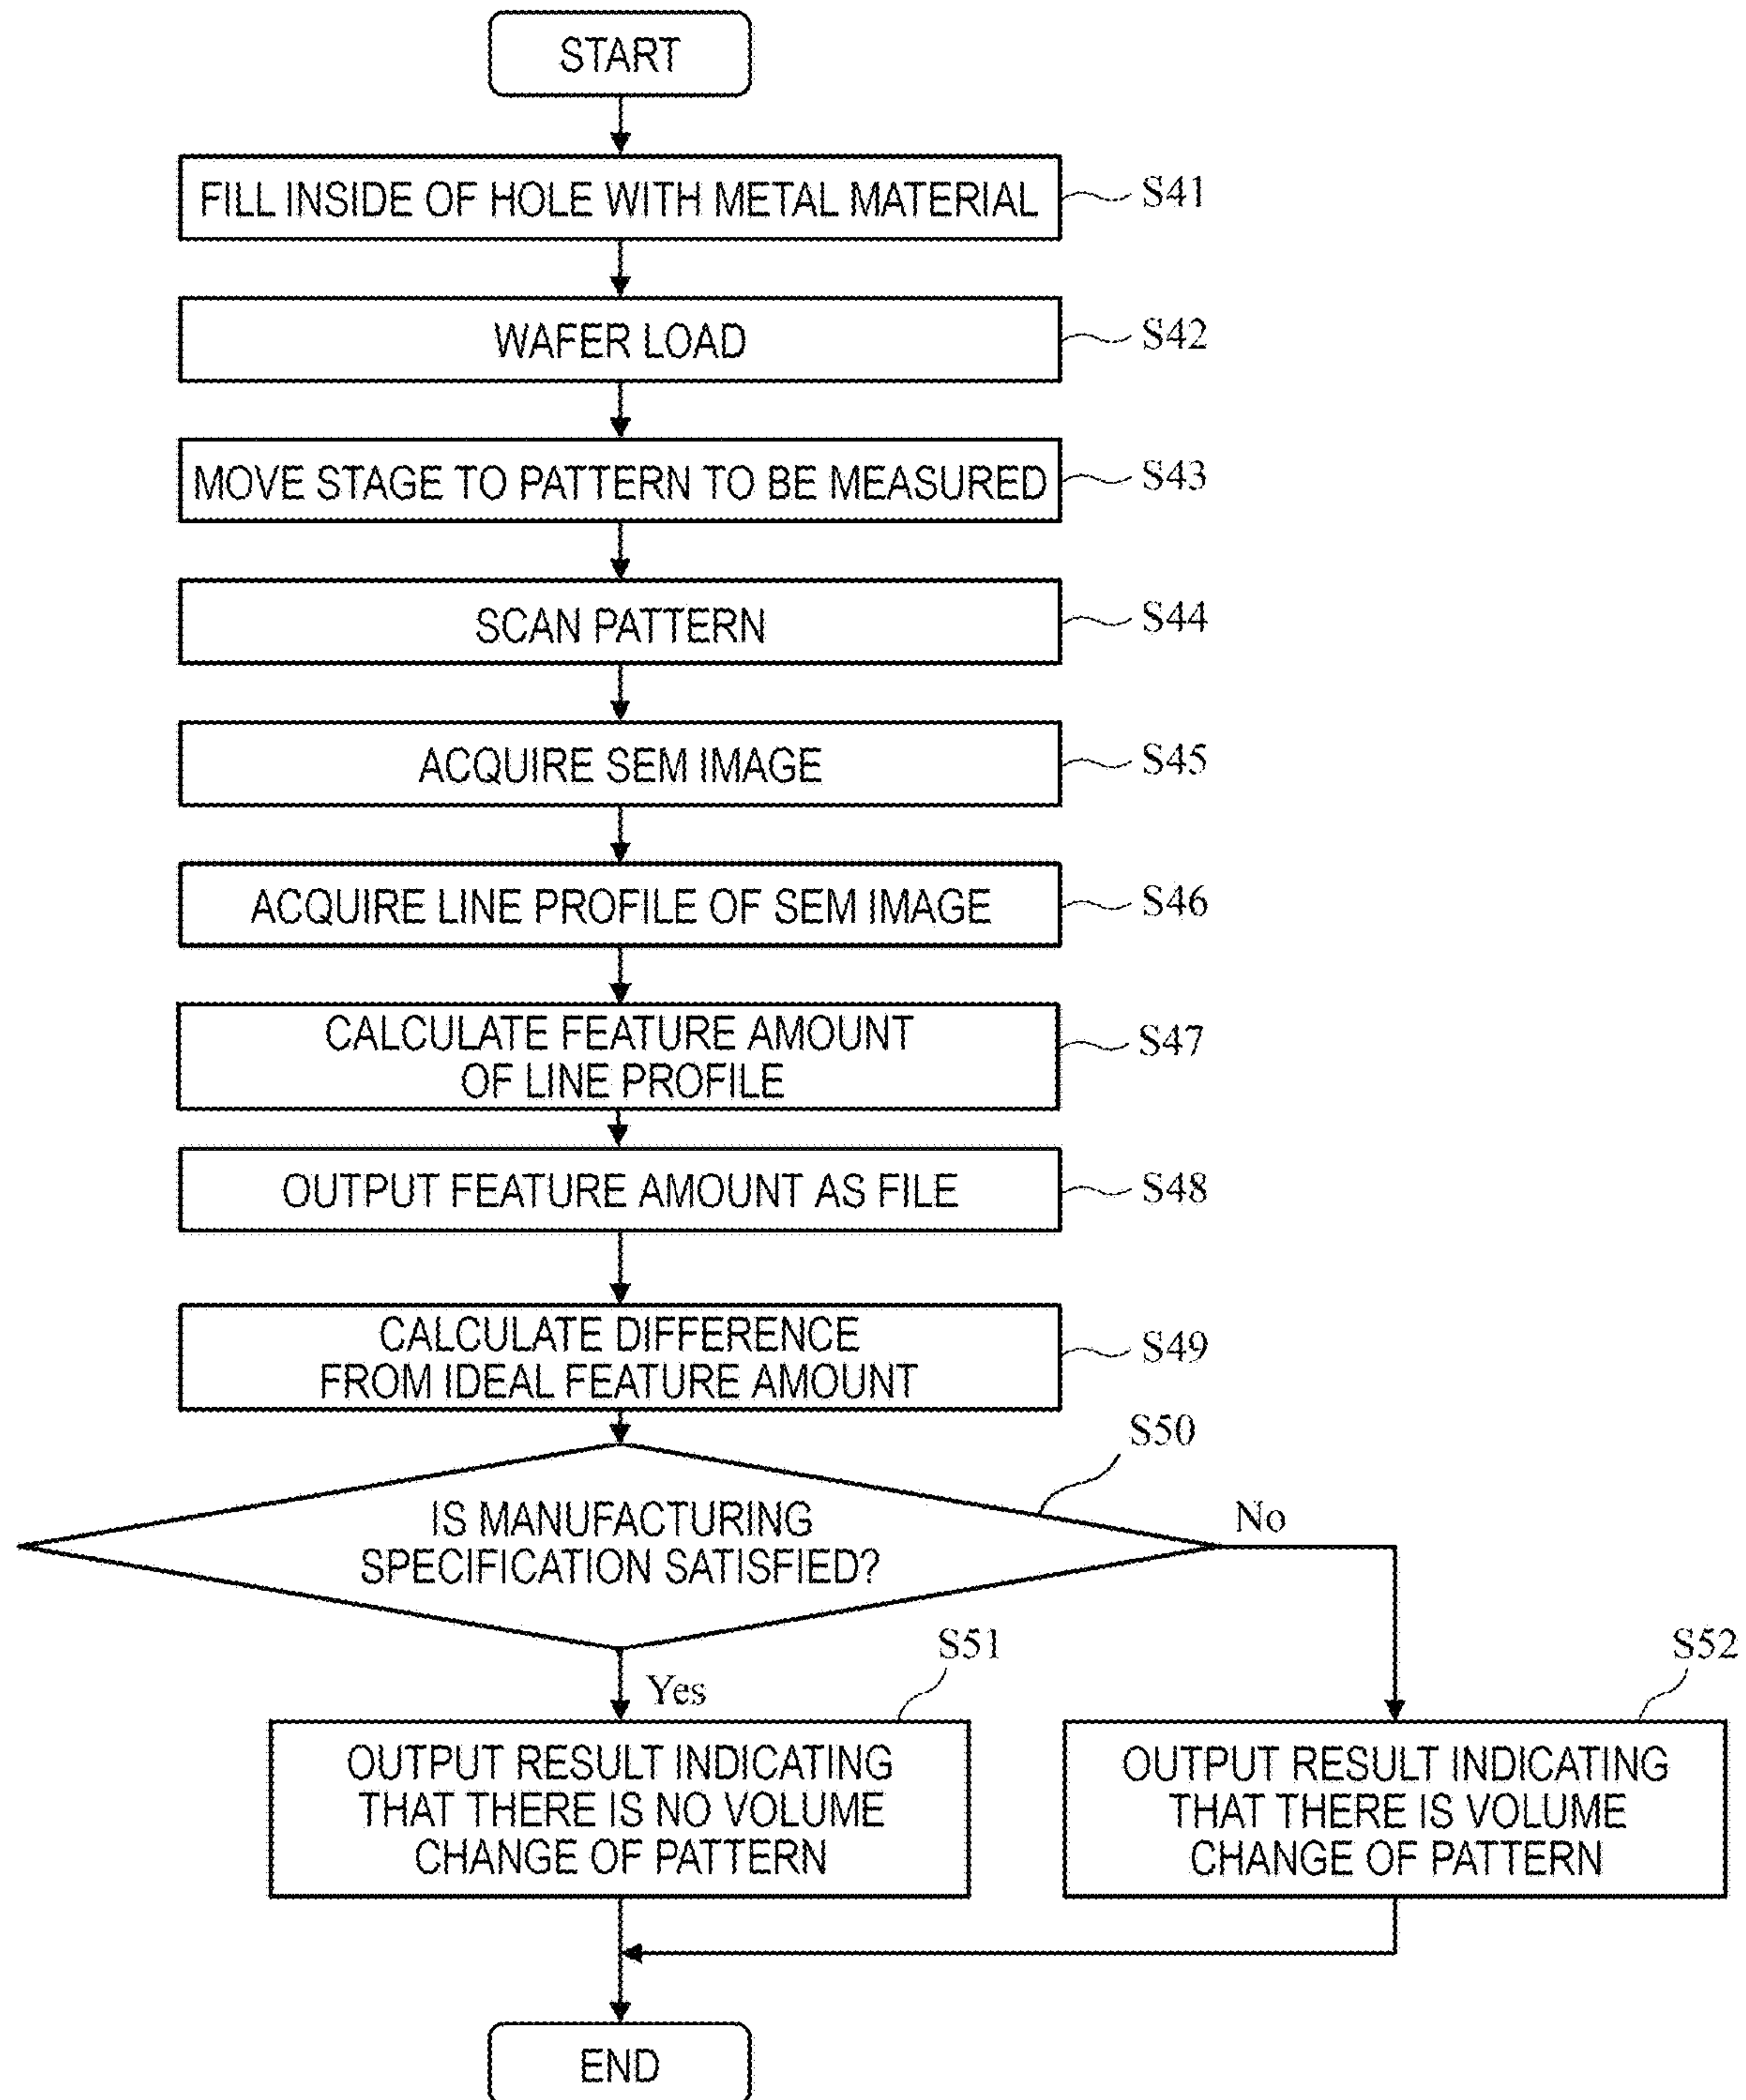 START
FILL INSIDE OF HOLE WITH METAL MATERIAL
S41
WAFER LOAD
S42
MOVE STAGE TO PATTERN TO BE MEASURED
S43
SCAN PATTERN
S44
ACQUIRE SEM IMAGE
S45
ACQUIRE LINE PROFILE OF SEM IMAGE
S46
CALCULATE FEATURE AMOUNT
OF LINE PROFILE
S47
OUTPUT FEATURE AMOUNT AS FILE
S48
CALCULATE DIFFERENCE
FROM IDEAL FEATURE AMOUNT
S49
S50
IS MANUFACTURING
SPECIFICATION SATISFIED?
No
Yes
S51
OUTPUT RESULT INDICATING
THAT THERE IS NO VOLUME
CHANGE OF PATTERN
S52
OUTPUT RESULT INDICATING
THAT THERE IS VOLUME
CHANGE OF PATTERN
END